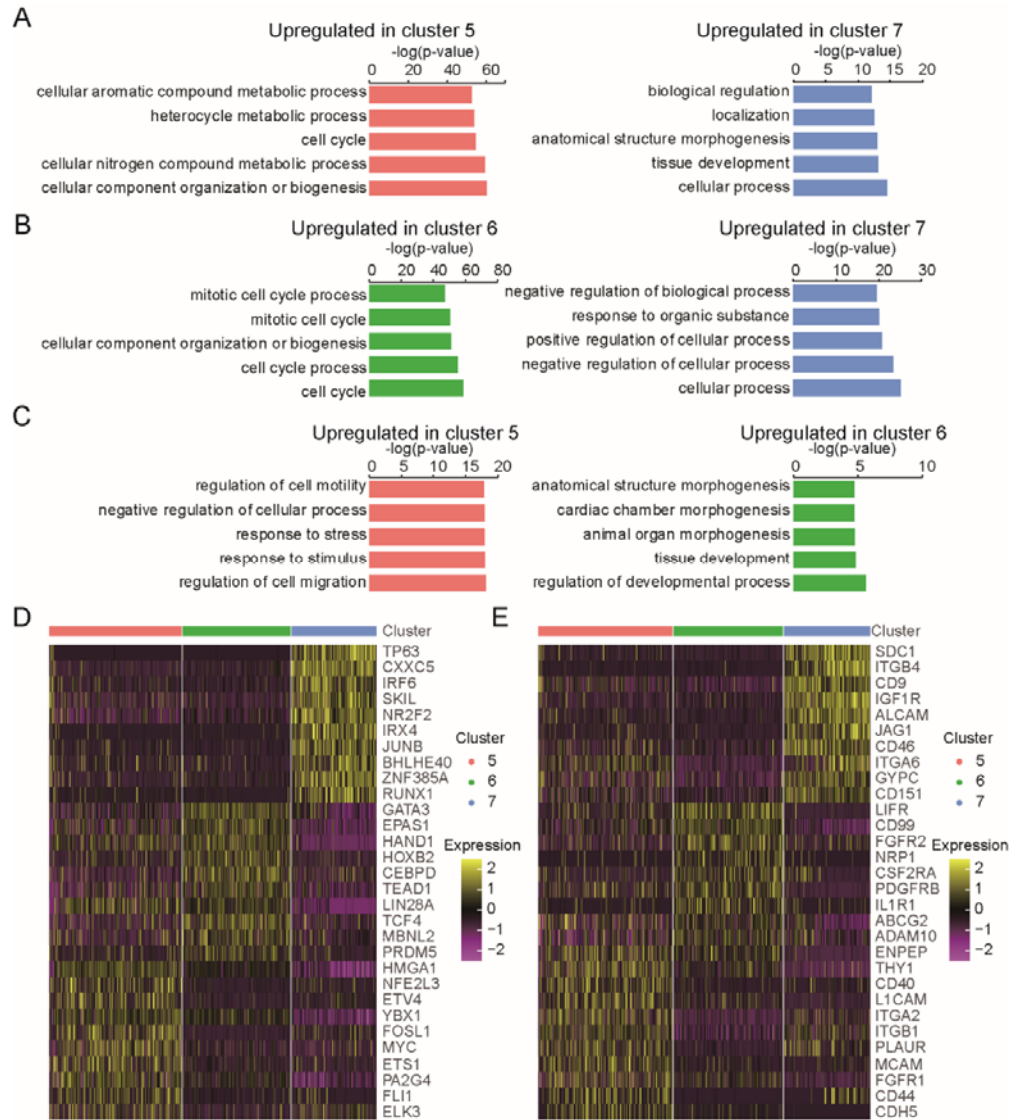 A
Upregulated in cluster 5
-log(p-value)
0 20 40 60
cellular aromatic compound metabolic process
heterocycle metabolic process
cell cycle
cellular nitrogen compound metabolic process
cellular component organization or biogenesis
Upregulated in cluster 7
-log(p-value)
0 5 10 15 20
biological regulation
localization
anatomical structure morphogenesis
tissue development
cellular process
B
Upregulated in cluster 6
-log(p-value)
0 20 40 60 80
mitotic cell cycle process
mitotic cell cycle
cellular component organization or biogenesis
cell cycle process
cell cycle
Upregulated in cluster 7
-log(p-value)
0 10 20 30
negative regulation of biological process
response to organic substance
positive regulation of cellular process
negative regulation of cellular process
cellular process
C
Upregulated in cluster 5
-log(p-value)
0 5 10 15 20
regulation of cell motility
negative regulation of cellular process
response to stress
response to stimulus
regulation of cell migration
Upregulated in cluster 6
-log(p-value)
0 5 10
anatomical structure morphogenesis
cardiac chamber morphogenesis
animal organ morphogenesis
tissue development
regulation of developmental process
D
Cluster
TP63
CXXC5
IRF6
SKIL
NR2F2
IRX4
JUNB
BHLHE40
ZNF385A
RUNX1
GATA3
EPAS1
HAND1
HOXB2
CEBPD
TEAD1
LIN28A
TCF4
MBNL2
PRDM5
HMGA1
NFE2L3
ETV4
YBX1
FOSL1
MYC
ETS1
PA2G4
FLI1
ELK3
Cluster
5
6
7
Expression
2
1
0
−1
−2
E
Cluster
SDC1
ITGB4
CD9
IGF1R
ALCAM
JAG1
CD46
ITGA6
GYPC
CD151
LIFR
CD99
FGFR2
NRP1
CSF2RA
PDGFRB
IL1R1
ABCG2
ADAM10
ENPEP
THY1
CD40
L1CAM
ITGA2
ITGB1
PLAUR
MCAM
FGFR1
CD44
CDH5
Cluster
5
6
7
Expression
2
1
0
−1
−2